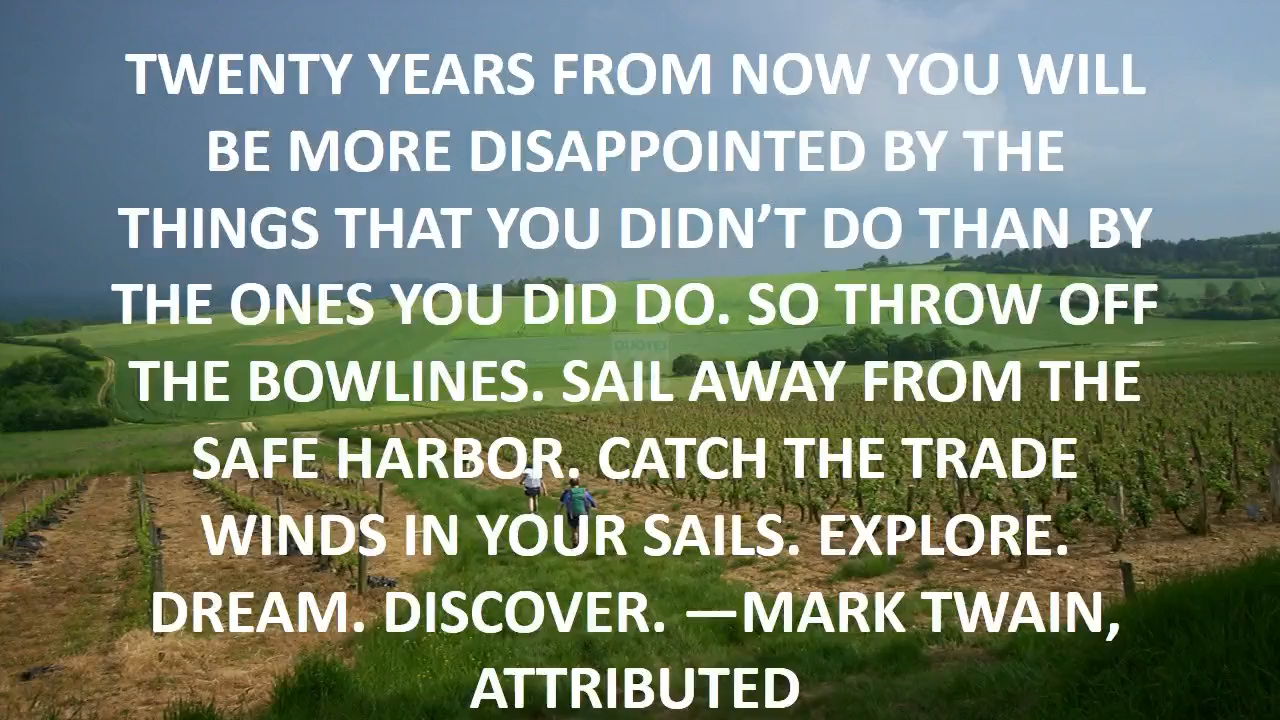 TWENTY YEARS FROM NOW YOU WILL
BE MORE DISAPPOINTED BY THE
THINGS THAT YOU DIDN’T DO THAN BY
THE ONES YOU DID DO. SO THROW OFF
THE BOWLINES. SAIL AWAY FROM THE
SAFE HARBOR. CATCH THE TRADE
WINDS IN YOUR SAILS. EXPLORE.
DREAM. DISCOVER. —MARK TWAIN,
ATTRIBUTED